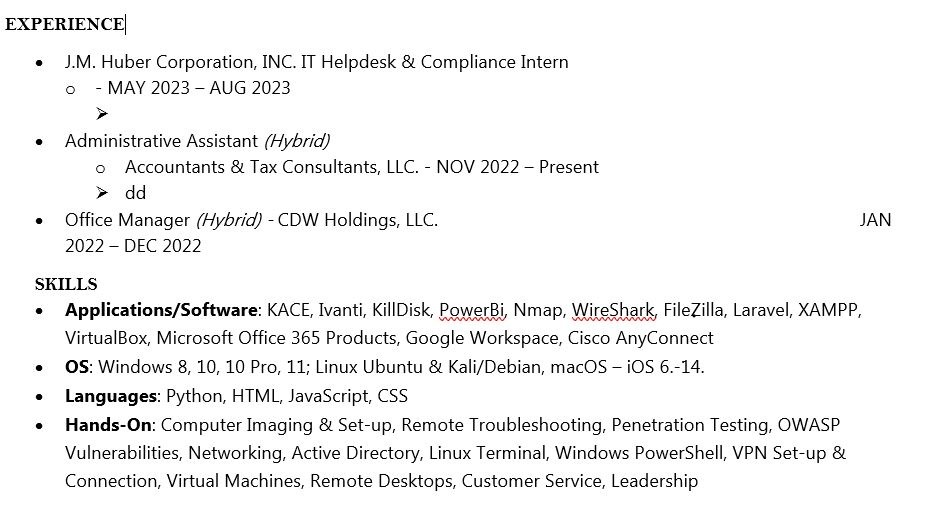 EXPERIENCE
• J.M. Huber Corporation, INC. IT Helpdesk & Compliance Intern
o - MAY 2023 – AUG 2023
➢
• Administrative Assistant (Hybrid)
o Accountants & Tax Consultants, LLC. - NOV 2022 – Present
➢ dd
• Office Manager (Hybrid) - CDW Holdings, LLC. JAN
2022 – DEC 2022
SKILLS
• Applications/Software: KACE, Ivanti, KillDisk, PowerBi, Nmap, WireShark, FileZilla, Laravel, XAMPP,
VirtualBox, Microsoft Office 365 Products, Google Workspace, Cisco AnyConnect
• OS: Windows 8, 10, 10 Pro, 11; Linux Ubuntu & Kali/Debian, macOS – iOS 6.-14.
• Languages: Python, HTML, JavaScript, CSS
• Hands-On: Computer Imaging & Set-up, Remote Troubleshooting, Penetration Testing, OWASP
Vulnerabilities, Networking, Active Directory, Linux Terminal, Windows PowerShell, VPN Set-up &
Connection, Virtual Machines, Remote Desktops, Customer Service, Leadership